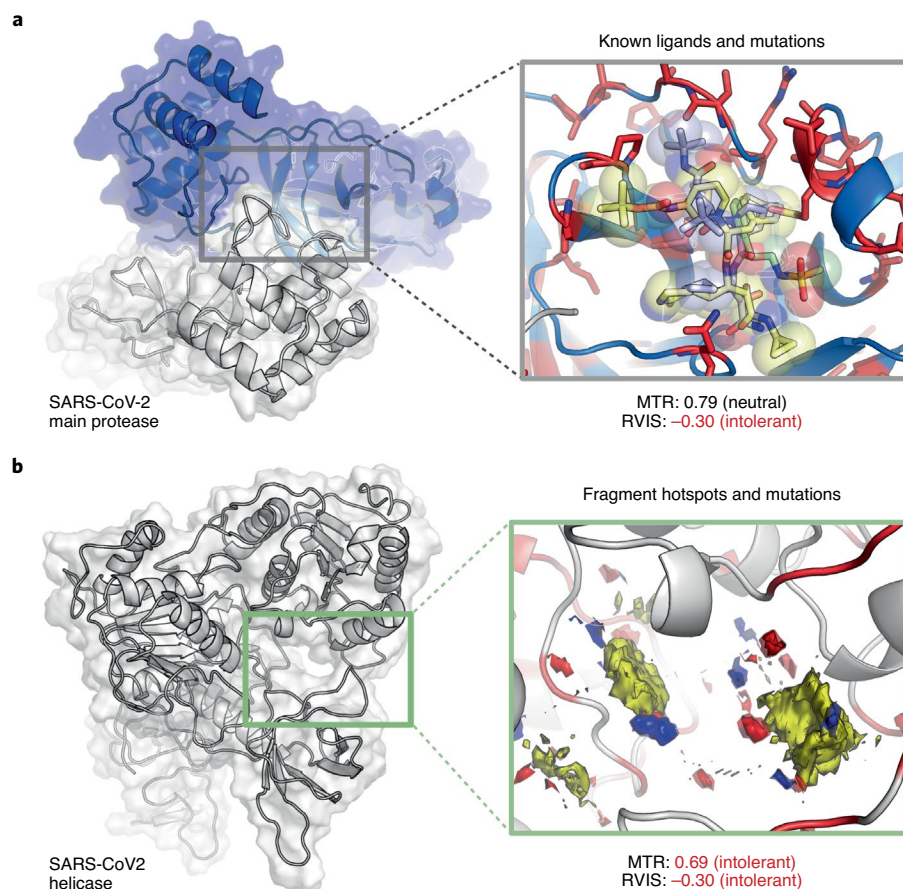 a
Known ligands and mutations
SARS-CoV-2
main protease
MTR: 0.79 (neutral)
RVIS: –0.30 (intolerant)
b
Fragment hotspots and mutations
SARS-CoV2
helicase
MTR: 0.69 (intolerant)
RVIS: –0.30 (intolerant)